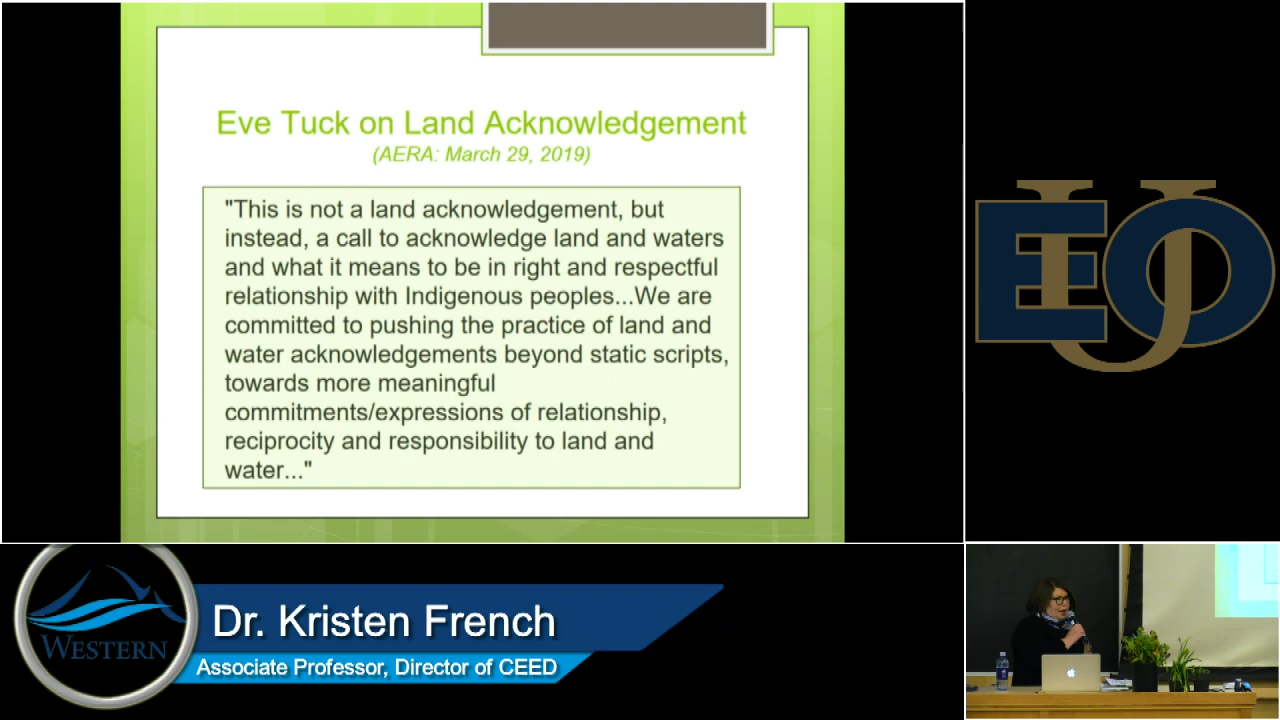 Eve Tuck on Land Acknowledgement
(AERA: March 29, 2019)
"This is not a land acknowledgement, but
instead, a call to acknowledge land and waters
and what it means to be in right and respectful
relationship with Indigenous peoples...We are
committed to pushing the practice of land and
water acknowledgements beyond static scripts,
towards more meaningful
commitments/expressions of relationship,
reciprocity and responsibility to land and
water..."
EUO
WESTERN
Dr. Kristen French
Associate Professor, Director of CEED